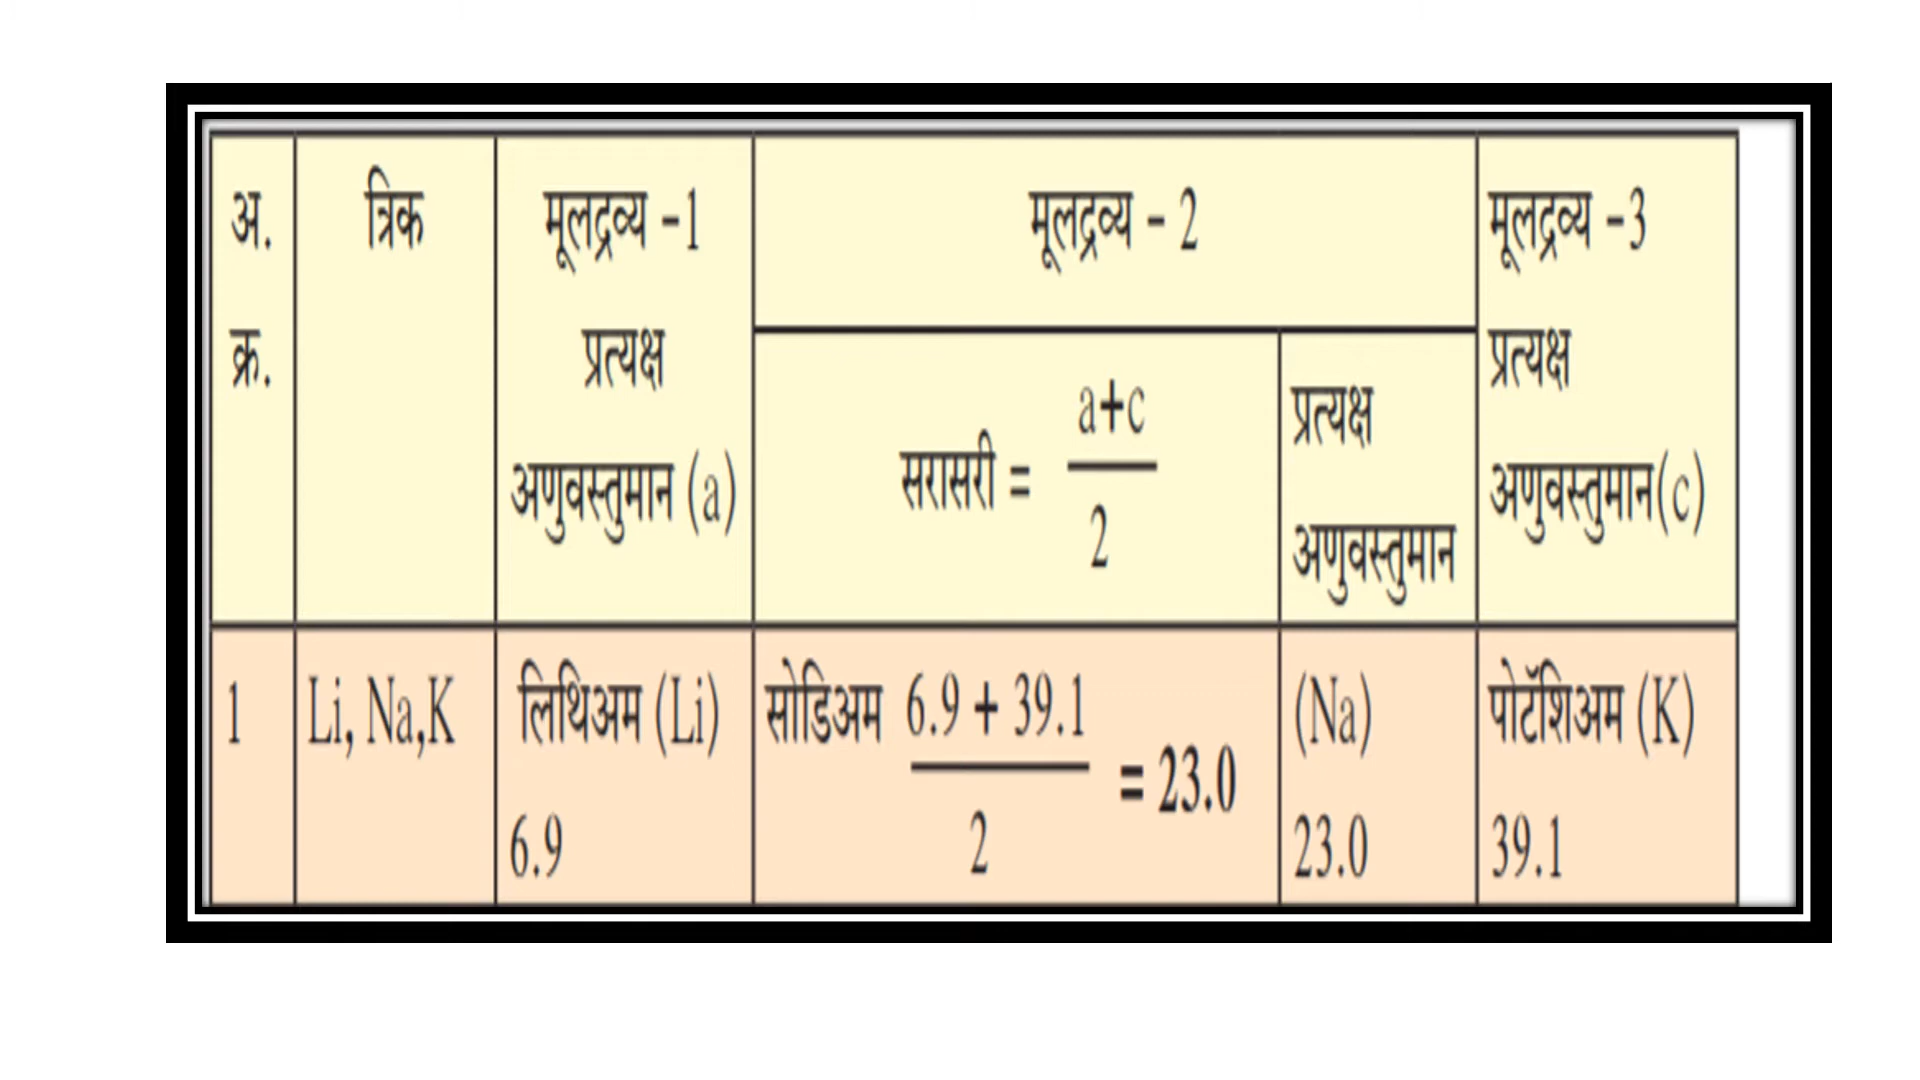 अ.
क्र.
त्रिक
मूलद्रव्य -1
प्रत्यक्ष
अणुवस्तुमान (a)
मूलद्रव्य - 2
सरासरी = a+c
2
प्रत्यक्ष
अणुवस्तुमान
मूलद्रव्य -3
प्रत्यक्ष
अणुवस्तुमान(c)
1
Li, Na,K
लिथिअम (Li)
6.9
सोडिअम 6.9 + 39.1
2
= 23.0
(Na)
23.0
पोटॅशिअम (K)
39.1